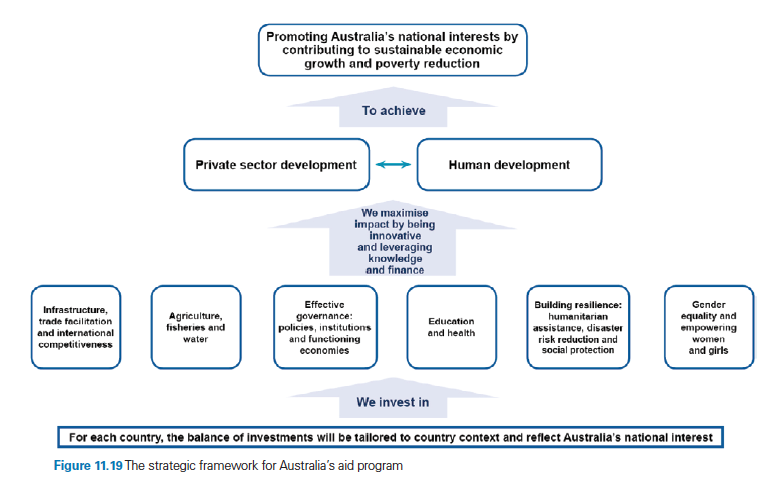 Promoting Australia's national interests by
contributing to sustainable economic
growth and poverty reduction
To achieve
Private sector development
Human development
We maximise
impact by being
innovative
and leveraging
knowledge
and finance
Infrastructure,
trade facilitation
and international
competitiveness
Agriculture,
fisheries and
water
Effective
governance:
policies, institutions
and functioning
economies
Education
and health
Building resilience:
humanitarian
assistance, disaster
risk reduction and
social protection
Gender
equality and
empowering
women
and girls
We invest in
For each country, the balance of investments will be tailored to country context and reflect Australia's national interest
Figure 11.19 The strategic framework for Australia's aid program